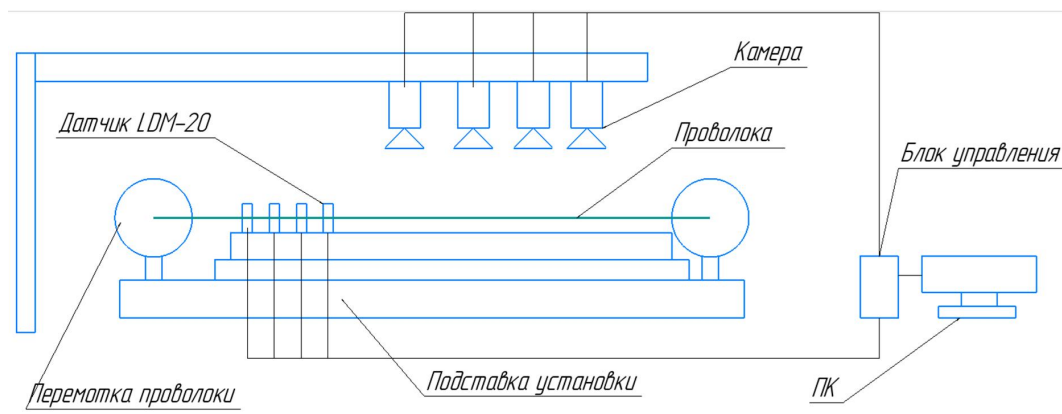 Камера
Датчик LDM-20
Проволока
Блок управления
Перемотка проволоки
Подставка установки
ПК